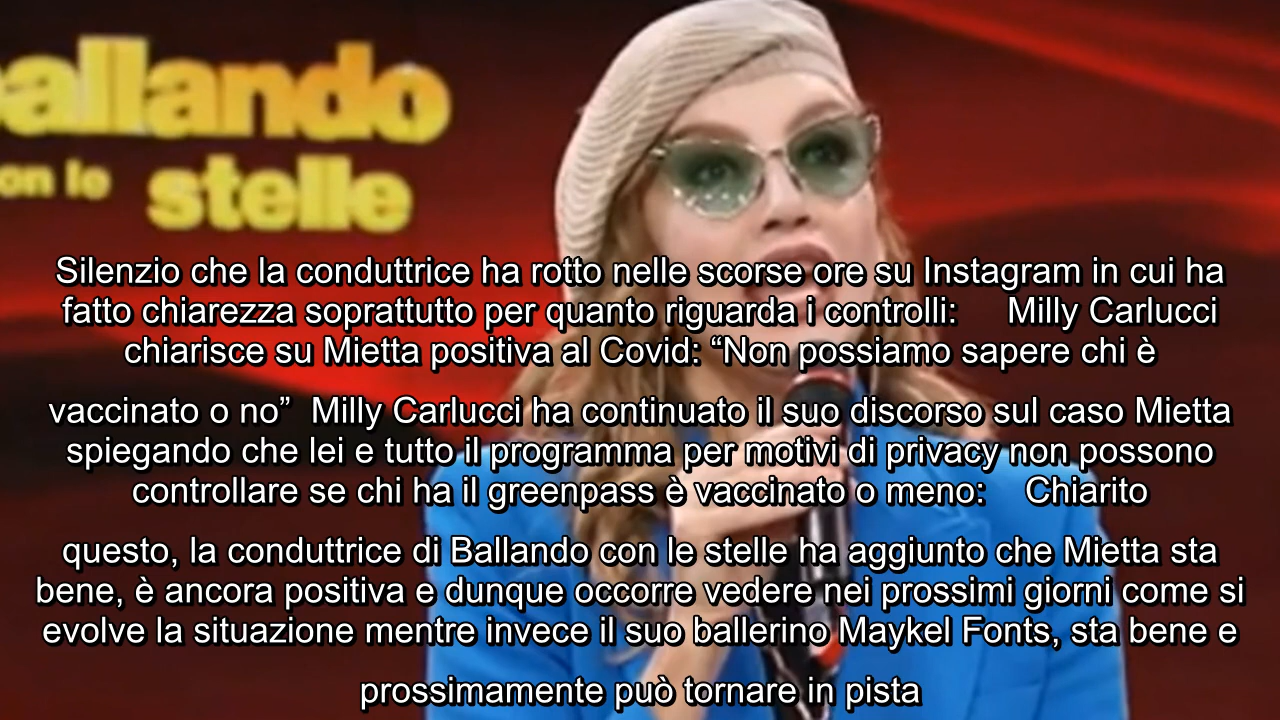 ballando
con le stelle
Silenzio che la conduttrice ha rotto nelle scorse ore su Instagram in cui ha
fatto chiarezza soprattutto per quanto riguarda i controlli: Milly Carlucci
chiarisce su Mietta positiva al Covid: “Non possiamo sapere chi è
vaccinato o no” Milly Carlucci ha continuato il suo discorso sul caso Mietta
spiegando che lei e tutto il programma per motivi di privacy non possono
controllare se chi ha il greenpass è vaccinato o meno: Chiarito
questo, la conduttrice di Ballando con le stelle ha aggiunto che Mietta sta
bene, è ancora positiva e dunque occorre vedere nei prossimi giorni come si
evolve la situazione mentre invece il suo ballerino Maykel Fonts, sta bene e
prossimamente può tornare in pista